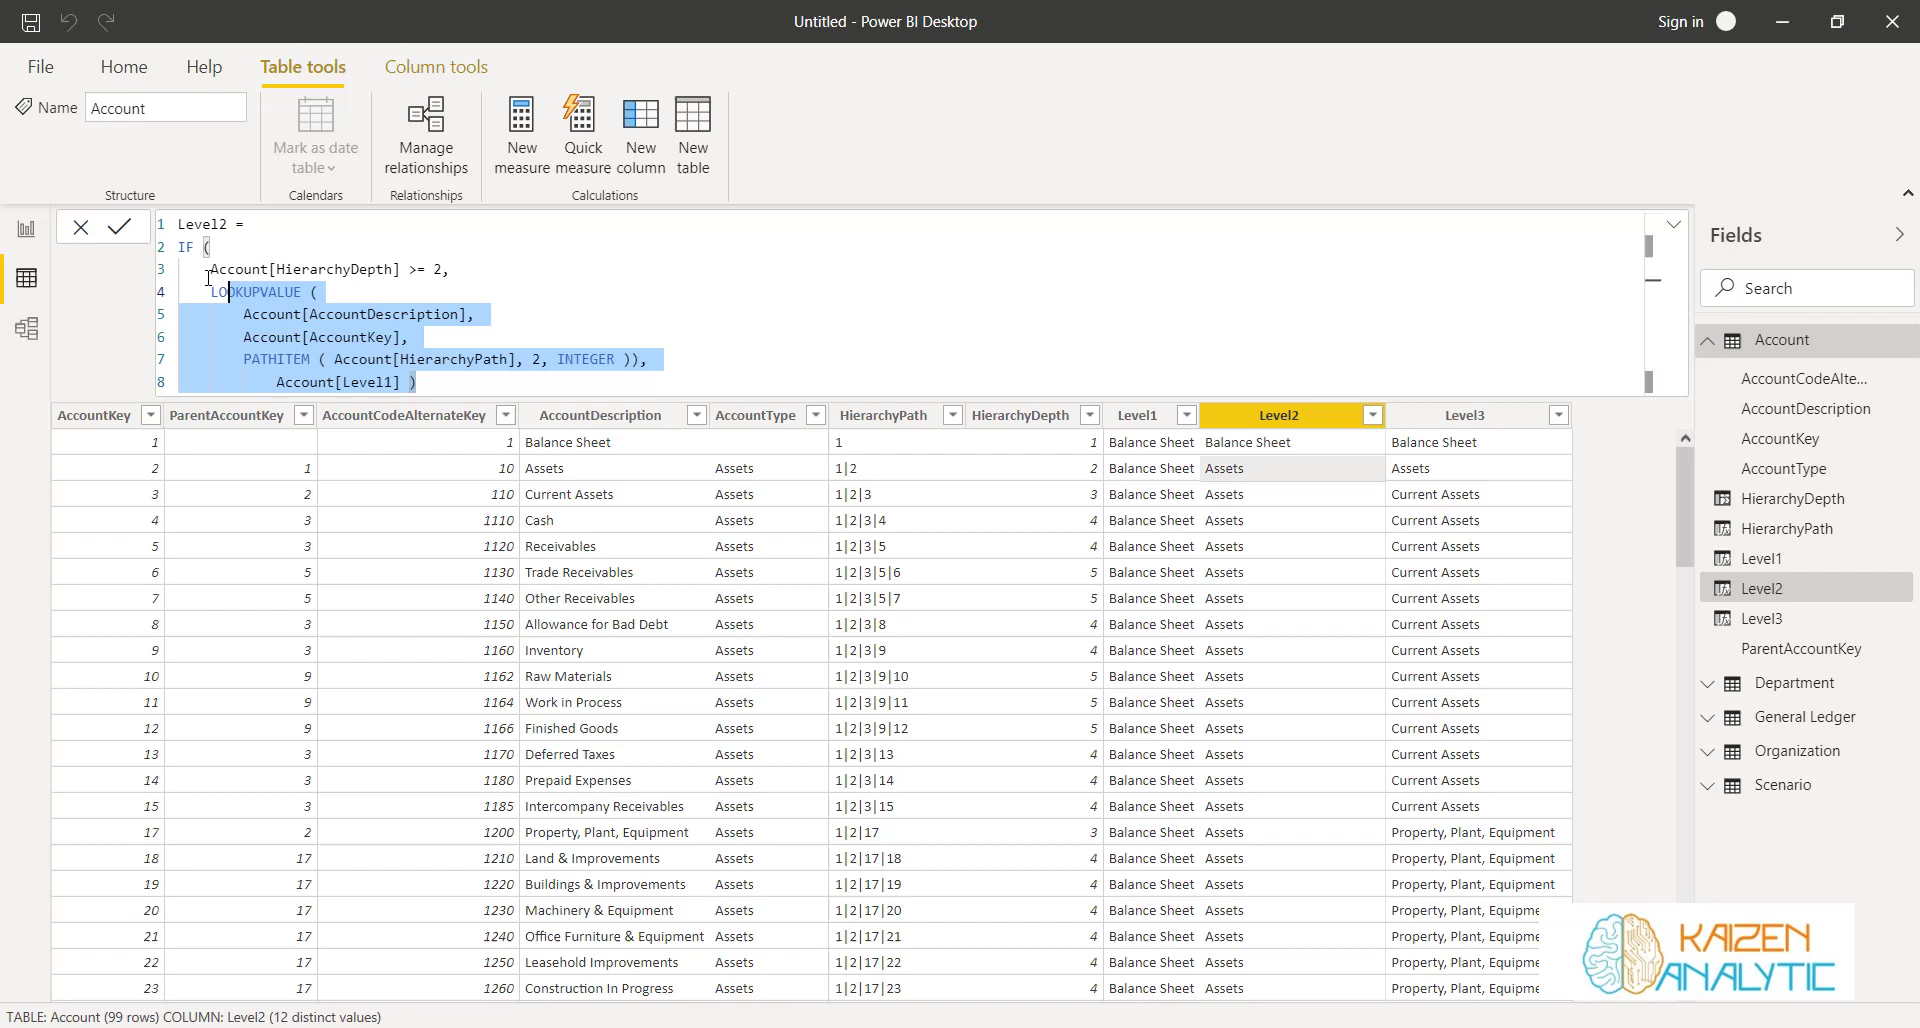 Untitled - Power BI Desktop
Sign in
File Home Help Table tools Column tools
Name Account
Mark as date table
Manage relationships
New measure
Quick measure
New column
New table
Structure Calendars Relationships Calculations
1 Level2 =
2 IF (
3 Account[HierarchyDepth] >= 2,
4 LOOKUPVALUE (
5 Account[AccountDescription],
6 Account[AccountKey],
7 PATHITEM ( Account[HierarchyPath], 2, INTEGER )),
8 Account[Level1] )
AccountKey ParentAccountKey AccountCodeAlternateKey AccountDescription AccountType HierarchyPath HierarchyDepth Level1 Level2 Level3
1 1 Balance Sheet 1 1 Balance Sheet Balance Sheet Balance Sheet
2 1 10 Assets Assets 1|2 2 Balance Sheet Assets Assets
3 2 110 Current Assets Assets 1|2|3 3 Balance Sheet Assets Current Assets
4 3 1110 Cash Assets 1|2|3|4 4 Balance Sheet Assets Current Assets
5 3 1120 Receivables Assets 1|2|3|5 4 Balance Sheet Assets Current Assets
6 5 1130 Trade Receivables Assets 1|2|3|5|6 5 Balance Sheet Assets Current Assets
7 5 1140 Other Receivables Assets 1|2|3|5|7 5 Balance Sheet Assets Current Assets
8 3 1150 Allowance for Bad Debt Assets 1|2|3|8 4 Balance Sheet Assets Current Assets
9 3 1160 Inventory Assets 1|2|3|9 4 Balance Sheet Assets Current Assets
10 9 1162 Raw Materials Assets 1|2|3|9|10 5 Balance Sheet Assets Current Assets
11 9 1164 Work in Process Assets 1|2|3|9|11 5 Balance Sheet Assets Current Assets
12 9 1166 Finished Goods Assets 1|2|3|9|12 5 Balance Sheet Assets Current Assets
13 3 1170 Deferred Taxes Assets 1|2|3|13 4 Balance Sheet Assets Current Assets
14 3 1180 Prepaid Expenses Assets 1|2|3|14 4 Balance Sheet Assets Current Assets
15 3 1185 Intercompany Receivables Assets 1|2|3|15 4 Balance Sheet Assets Current Assets
17 2 1200 Property, Plant, Equipment Assets 1|2|17 3 Balance Sheet Assets Property, Plant, Equipment
18 17 1210 Land & Improvements Assets 1|2|17|18 4 Balance Sheet Assets Property, Plant, Equipment
19 17 1220 Buildings & Improvements Assets 1|2|17|19 4 Balance Sheet Assets Property, Plant, Equipment
20 17 1230 Machinery & Equipment Assets 1|2|17|20 4 Balance Sheet Assets Property, Plant, Equipme
21 17 1240 Office Furniture & Equipment Assets 1|2|17|21 4 Balance Sheet Assets Property, Plant, Equipme
22 17 1250 Leasehold Improvements Assets 1|2|17|22 4 Balance Sheet Assets Property, Plant, Equipme
23 17 1260 Construction In Progress Assets 1|2|17|23 4 Balance Sheet Assets Property, Plant, Equipme
Fields
Search
Account
AccountCodeAlte...
AccountDescription
AccountKey
AccountType
HierarchyDepth
HierarchyPath
Level1
Level2
Level3
ParentAccountKey
Department
General Ledger
Organization
Scenario
KAIZEN
ANALYTIC
TABLE: Account (99 rows) COLUMN: Level2 (12 distinct values)